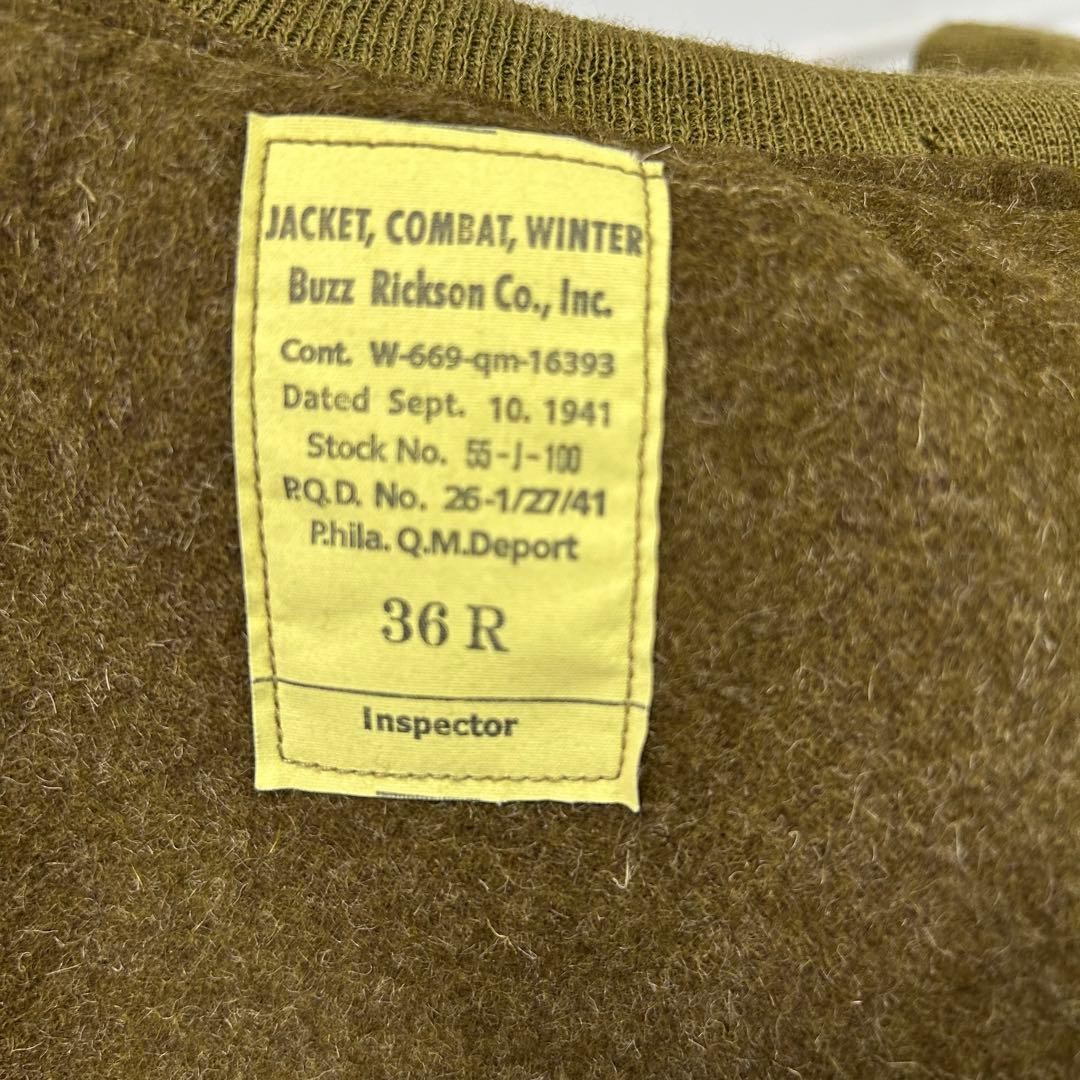 JACKET, COMBAT, WINTER
Buzz Rickson Co., Inc.
Cont. W-669-qm-16393
Dated Sept. 10. 1941
Stock No. 55-J-100
P.Q.D. No. 26-1/27/41
P.hila. Q.M.Deport
36 R
Inspector